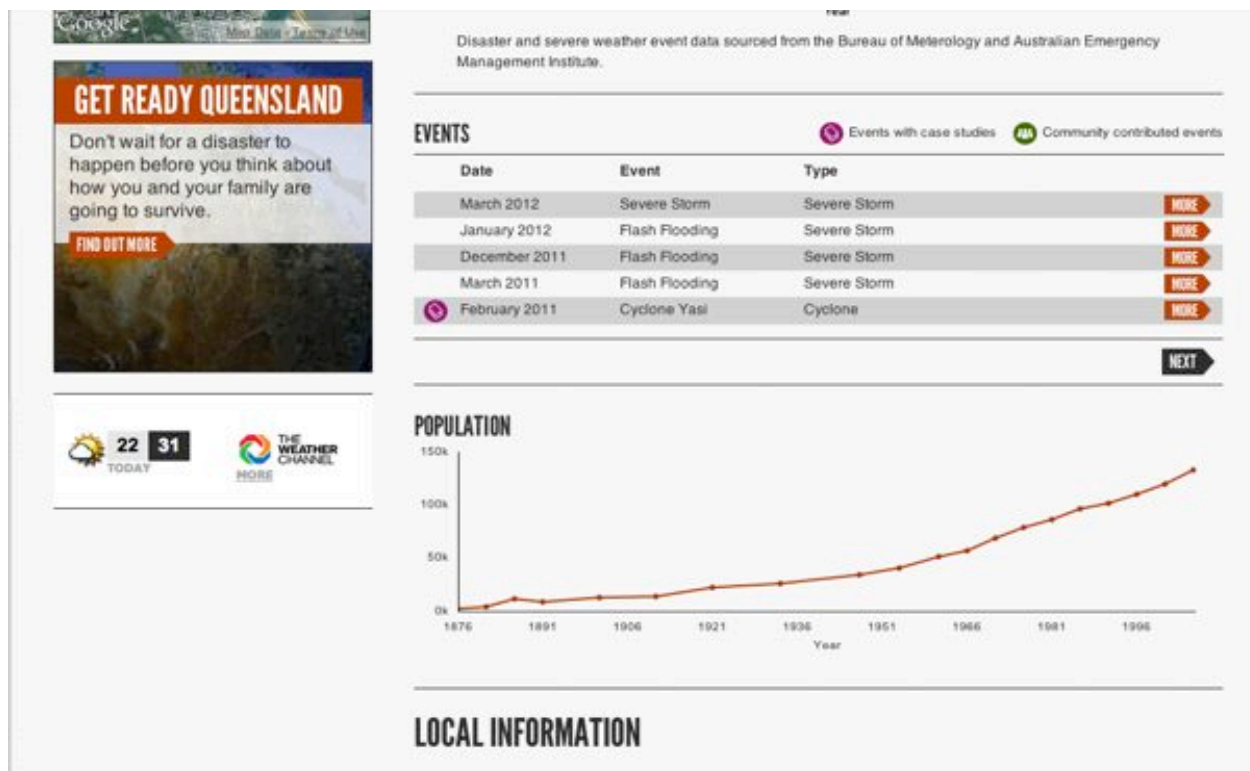 Google
Map Data - Terms of Use
GET READY QUEENSLAND
Don't wait for a disaster to
happen before you think about
how you and your family are
going to survive.
FIND OUT MORE
22 31
TODAY
THE
WEATHER
CHANNEL
MORE
Year
Disaster and severe weather event data sourced from the Bureau of Meterology and Australian Emergency
Management Institute.
EVENTS Events with case studies Community contributed events
Date Event Type
March 2012 Severe Storm Severe Storm MORE
January 2012 Flash Flooding Severe Storm MORE
December 2011 Flash Flooding Severe Storm MORE
March 2011 Flash Flooding Severe Storm MORE
February 2011 Cyclone Yasi Cyclone MORE
NEXT
POPULATION
150k
100k
50k
0k
1876 1891 1906 1921 1936 1951 1966 1981 1996
Year
LOCAL INFORMATION